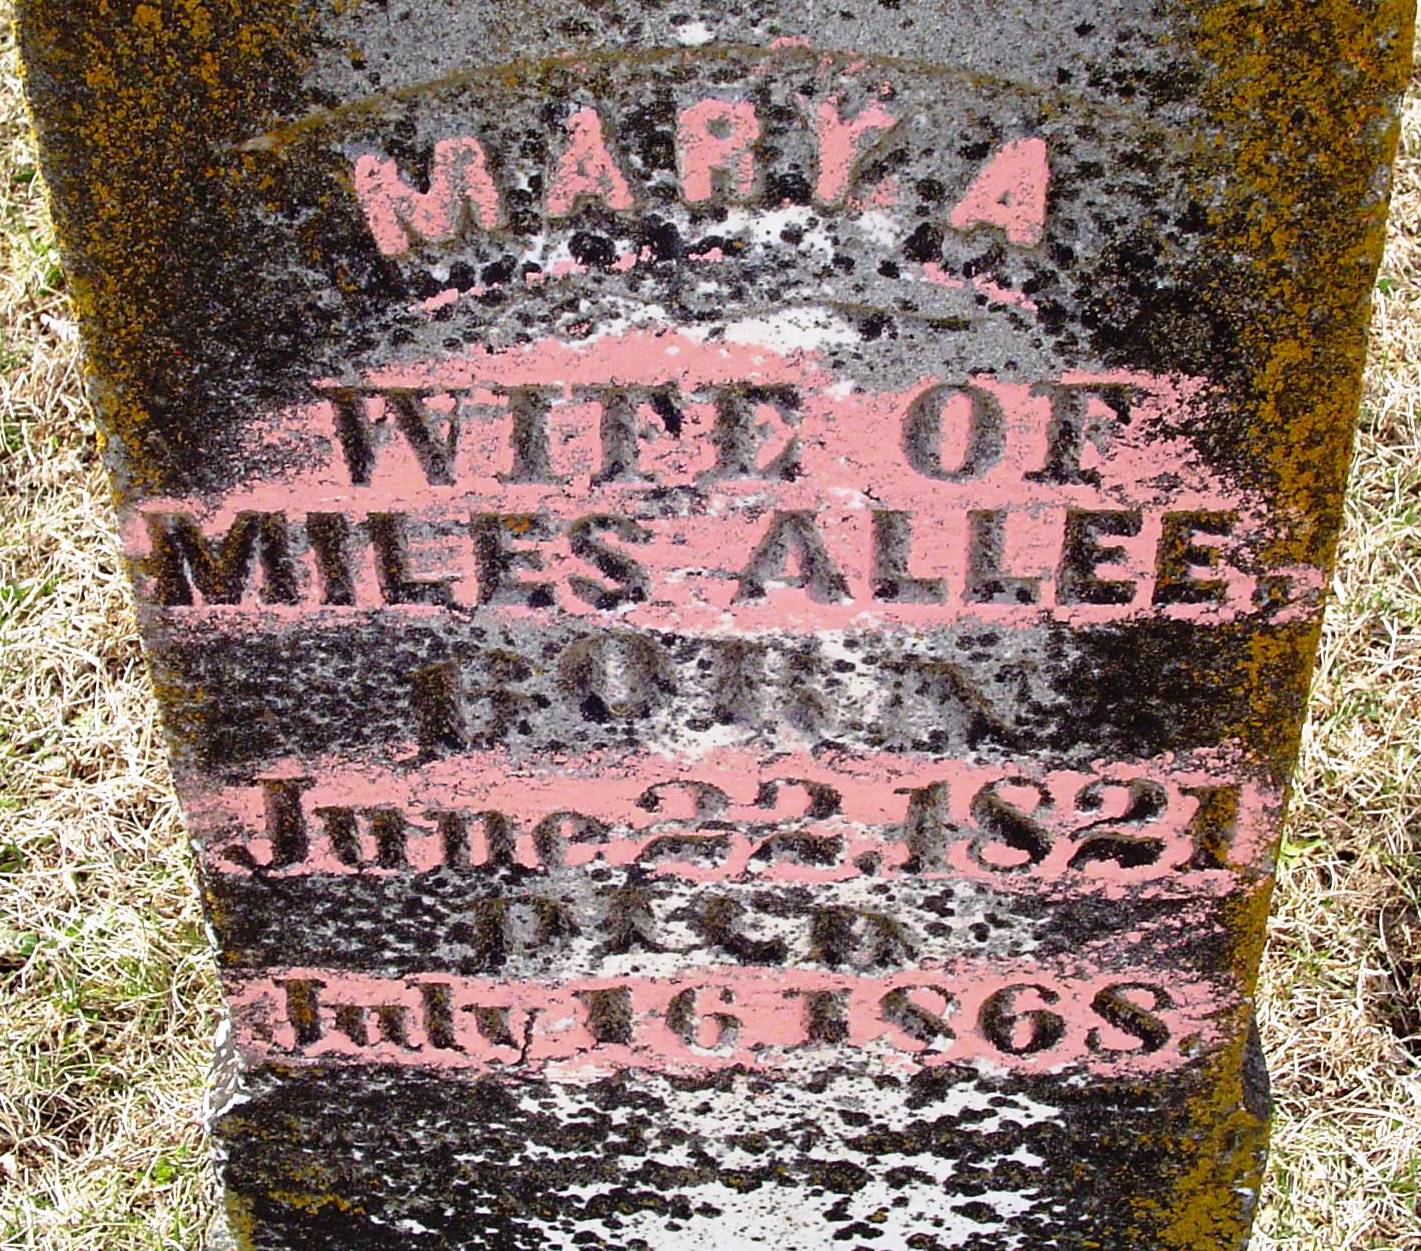 MARY. A
WIFE OF
MILES ALLEE.
BORN
June 22, 1821
DIED
July 16 1868.